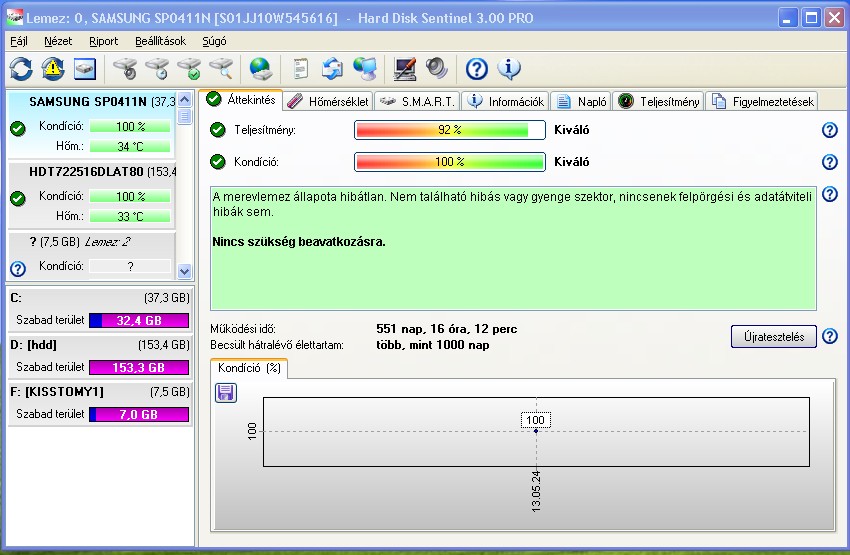 Lemez: 0, SAMSUNG SP0411N [S01JJ10W545616] - Hard Disk Sentinel 3.00 PRO
Fájl Nézet Riport Beállítások Súgó
SAMSUNG SP0411N (37,3
Kondíció: 100 %
Hőm.: 34 °C
HDT722516DLAT80 (153,4
Kondíció: 100 %
Hőm.: 33 °C
? (7,5 GB) Lemez: 2
Kondíció: ?
C: (37,3 GB)
Szabad terület 32,4 GB
D: [hdd] (153,4 GB)
Szabad terület 153,3 GB
F: [KISSTOMY1] (7,5 GB)
Szabad terület 7,0 GB
Áttekintés Hőmérséklet S.M.A.R.T. Információk Napló Teljesítmény Figyelmeztetések
Teljesítmény: 92 % Kiváló
Kondíció: 100 % Kiváló
A merevlemez állapota hibátlan. Nem található hibás vagy gyenge szektor, nincsenek felpörgési és adatátviteli
hibák sem.
Nincs szükség beavatkozásra.
Működési idő: 551 nap, 16 óra, 12 perc
Becsült hátralévő élettartam: több, mint 1000 nap
Újratesztelés
Kondíció (%)
100
100
13.05.24